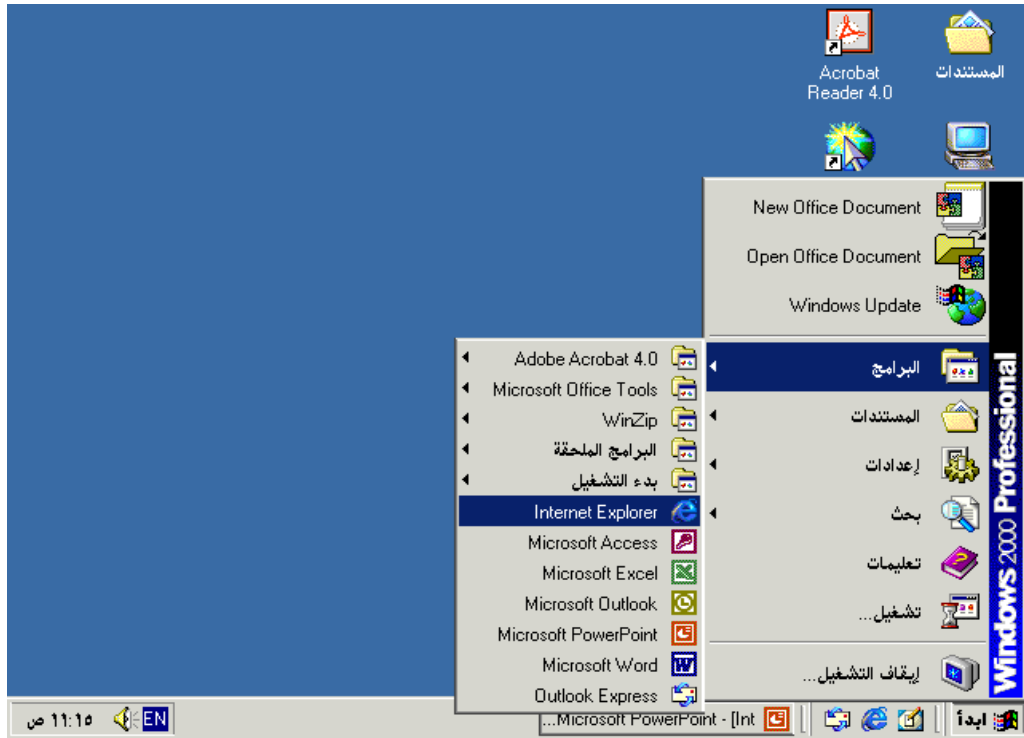 المستندات
Acrobat
Reader 4.0
New Office Document
Open Office Document
Windows Update
البرامج
المستندات
إعدادات
بحث
تعليمات
تشغيل...
إيقاف التشغيل...
Windows 2000 Professional
Adobe Acrobat 4.0
Microsoft Office Tools
WinZip
البرامج الملحقة
بدء التشغيل
Internet Explorer
Microsoft Access
Microsoft Excel
Microsoft Outlook
Microsoft PowerPoint
Microsoft Word
Outlook Express
ابدأ
...Microsoft PowerPoint - [Int
EN
١١:١٥ ص